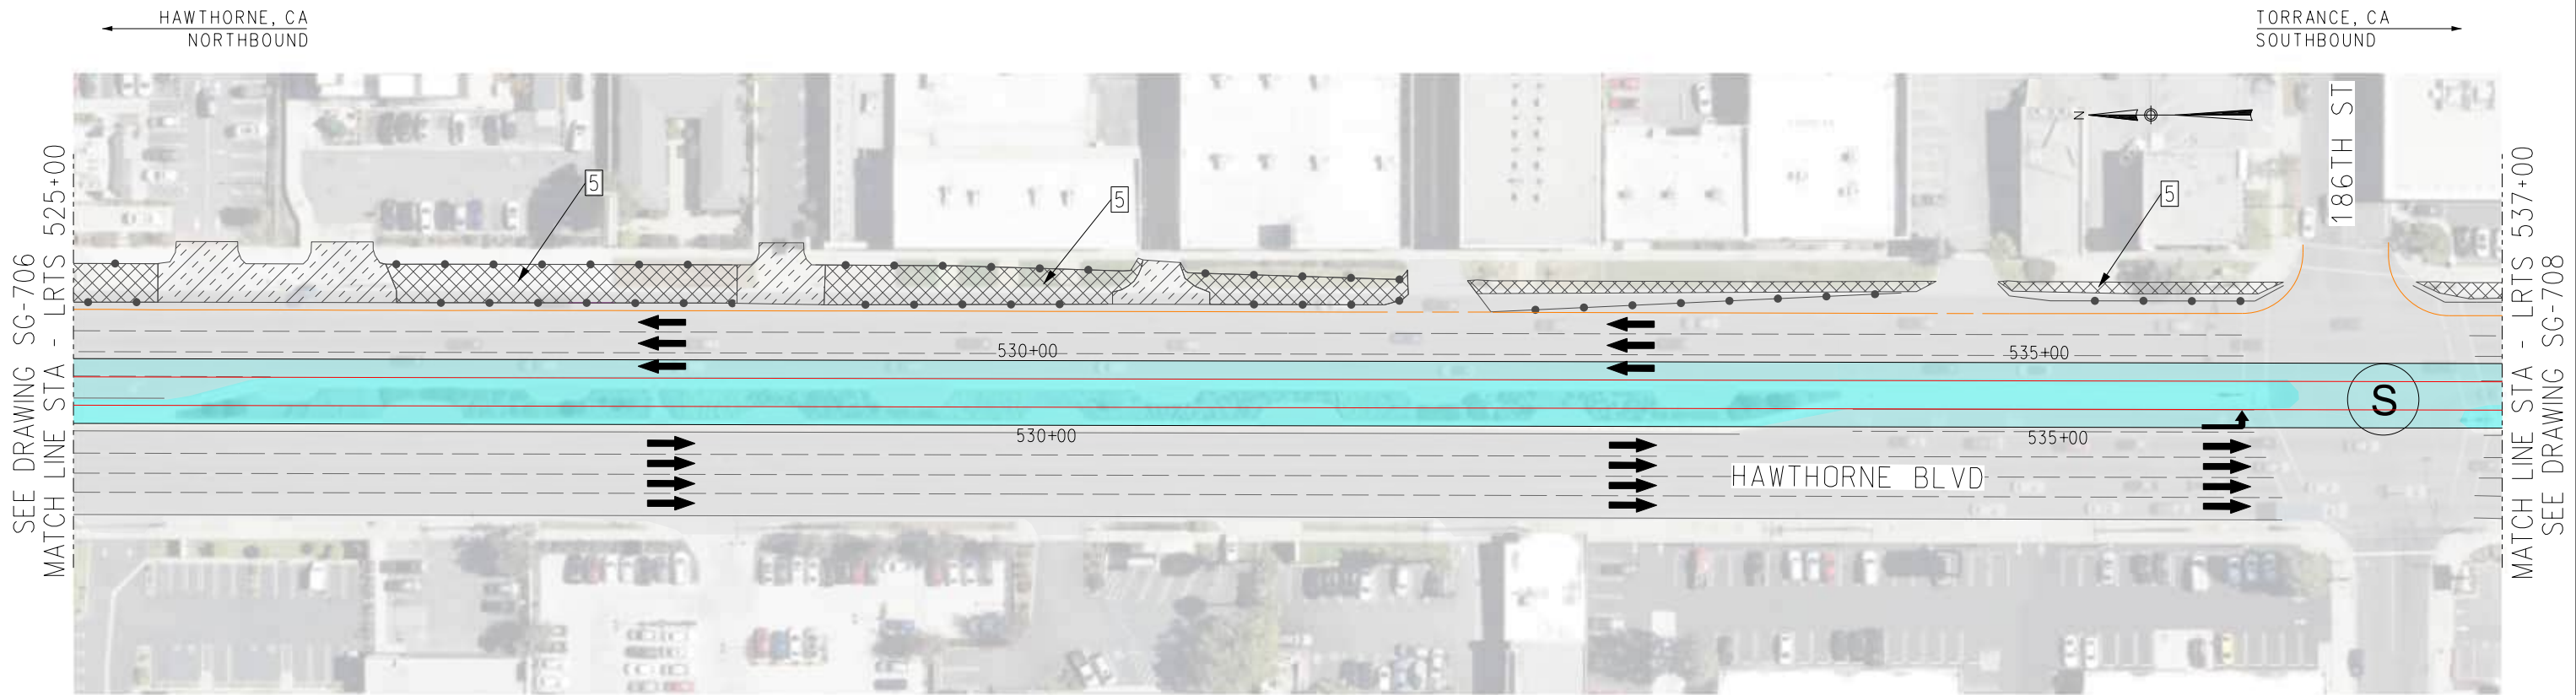 HAWTHORNE, CA
NORTHBOUND
TORRANCE, CA
SOUTHBOUND
SEE DRAWING SG-706
MATCH LINE STA - LRTS 525+00
N
186TH ST
5
5
5
530+00
535+00
S
530+00
535+00
HAWTHORNE BLVD
MATCH LINE STA - LRTS 537+00
SEE DRAWING SG-708